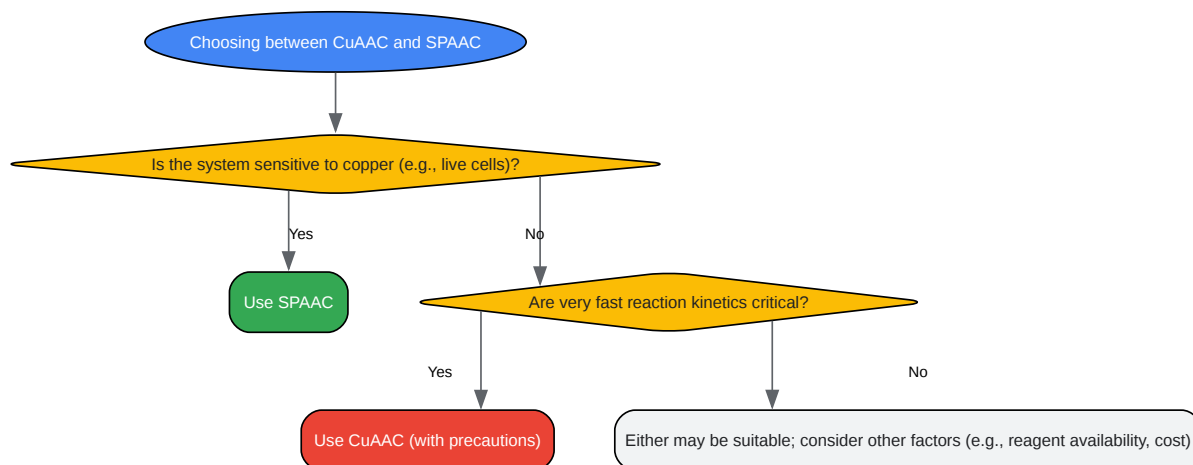 Choosing between CuAAC and SPAAC
Is the system sensitive to copper (e.g., live cells)?
Yes
No
Use SPAAC
Are very fast reaction kinetics critical?
Yes
No
Use CuAAC (with precautions)
Either may be suitable; consider other factors (e.g., reagent availability, cost)